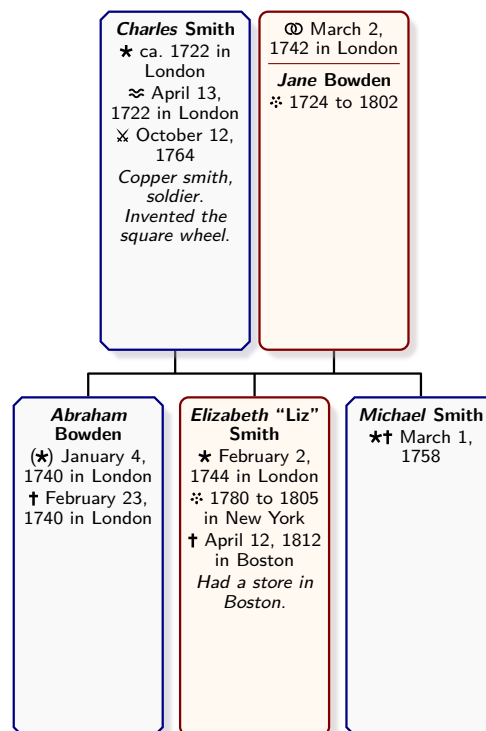 Charles Smith
★ ca. 1722 in
London
≈ April 13,
1722 in London
⚔ October 12,
1764
Copper smith,
soldier.
Invented the
square wheel.
⚭ March 2,
1742 in London
Jane Bowden
⁘ 1724 to 1802
Abraham
Bowden
(★) January 4,
1740 in London
† February 23,
1740 in London
Elizabeth “Liz”
Smith
★ February 2,
1744 in London
⁘ 1780 to 1805
in New York
† April 12, 1812
in Boston
Had a store in
Boston.
Michael Smith
★† March 1,
1758